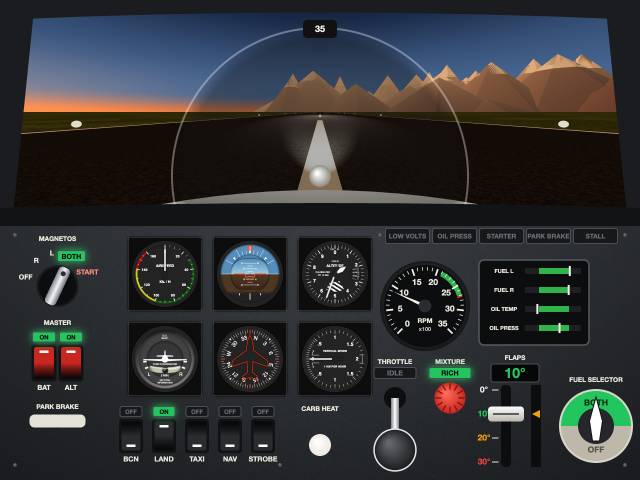 35
LOW VOLTS
OIL PRESS
STARTER
PARK BRAKE
STALL
MAGNETOS
OFF
R
L
BOTH
START
MASTER
ON
ON
BAT
ALT
PARK BRAKE
5
10
15
20
25
30
35
0
RPM
x100
FUEL L
FUEL R
OIL TEMP
OIL PRESS
OFF
ON
OFF
OFF
OFF
BCN
LAND
TAXI
NAV
STROBE
CARB HEAT
THROTTLE
IDLE
MIXTURE
RICH
FLAPS
10°
0°
10°
20°
30°
FUEL SELECTOR
BOTH
OFF